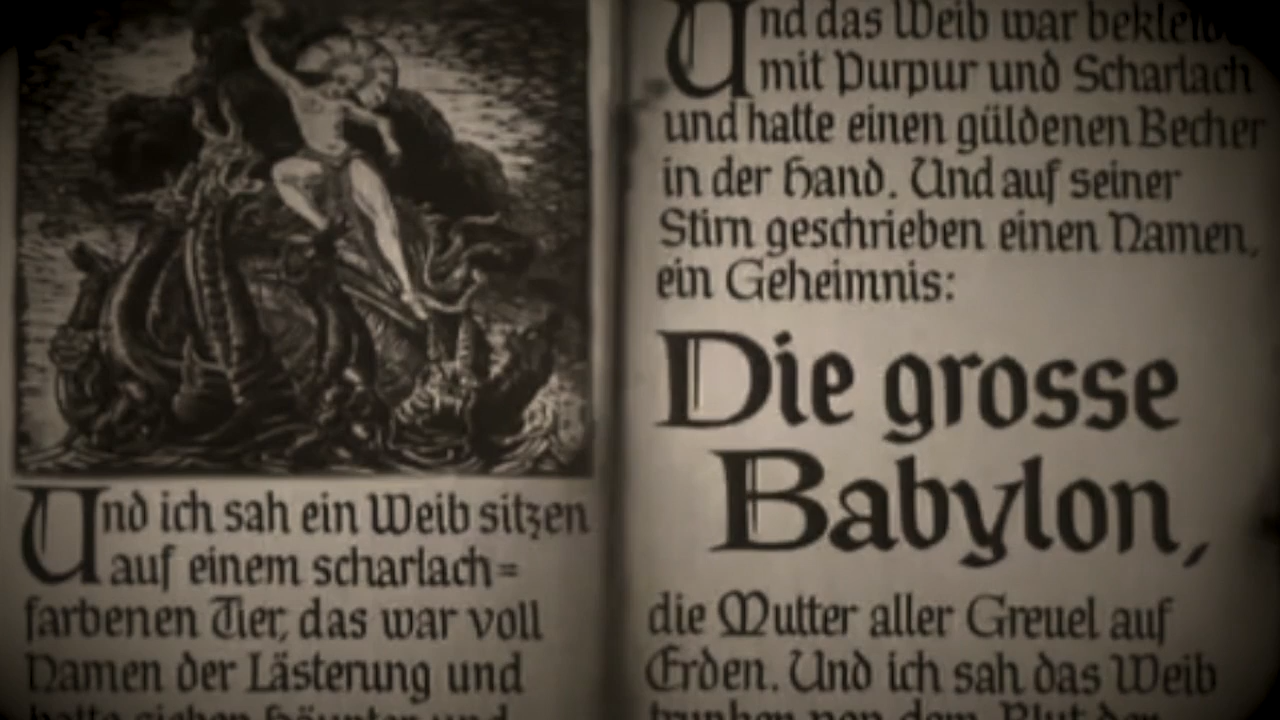 Und ich sah ein Weib sitzen
auf einem scharlach=
farbenen Tier, das war voll
Namen der Lästerung und
Und das Weib war
mit Purpur und Scharlach
und hatte einen güldenen Becher
in der Hand. Und auf seiner
Stirn geschrieben einen Namen,
ein Geheimnis:
Die grosse
Babylon,
die Mutter aller Greuel auf
Erden. Und ich sah das Weib